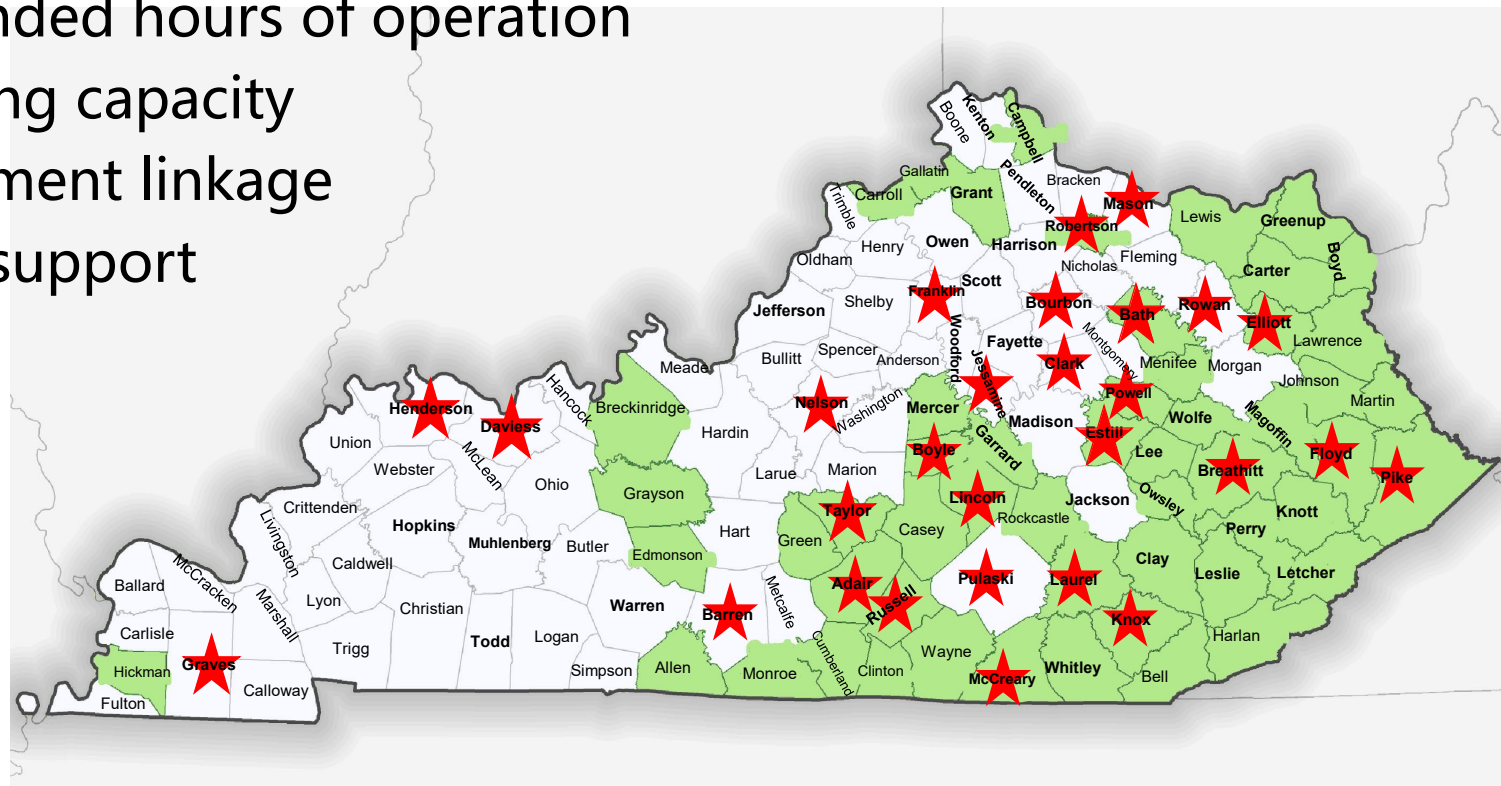 nded hours of operation
ng capacity
ment linkage
support
Boone
Kenton
Campbell
Gallatin
Carroll
Trimble
Grant
Pendleton
Bracken
Mason
Robertson
Lewis
Greenup
Boyd
Henry
Owen
Harrison
Oldham
Nicholas
Fleming
Carter
Scott
Franklin
Shelby
Jefferson
Bourbon
Bath
Rowan
Elliott
Lawrence
Woodford
Fayette
Montgomery
Spencer
Bullitt
Anderson
Jessamine
Clark
Menifee
Morgan
Johnson
Meade
Hancock
Breckinridge
Nelson
Washington
Mercer
Madison
Powell
Martin
Magoffin
Wolfe
Henderson
Daviess
Union
Webster
McLean
Hardin
Boyle
Garrard
Estill
Lee
Breathitt
Floyd
Pike
Ohio
Larue
Marion
Grayson
Crittenden
Livingston
Hopkins
Muhlenberg
Butler
Hart
Taylor
Lincoln
Rockcastle
Jackson
Owsley
Knott
Perry
Casey
Green
Edmonson
Caldwell
Ballard
McCracken
Lyon
Marshall
Christian
Warren
Barren
Metcalfe
Adair
Russell
Pulaski
Laurel
Clay
Leslie
Letcher
Knox
Harlan
Carlisle
Graves
Hickman
Fulton
Calloway
Trigg
Todd
Logan
Simpson
Allen
Monroe
Cumberland
Clinton
Wayne
McCreary
Whitley
Bell